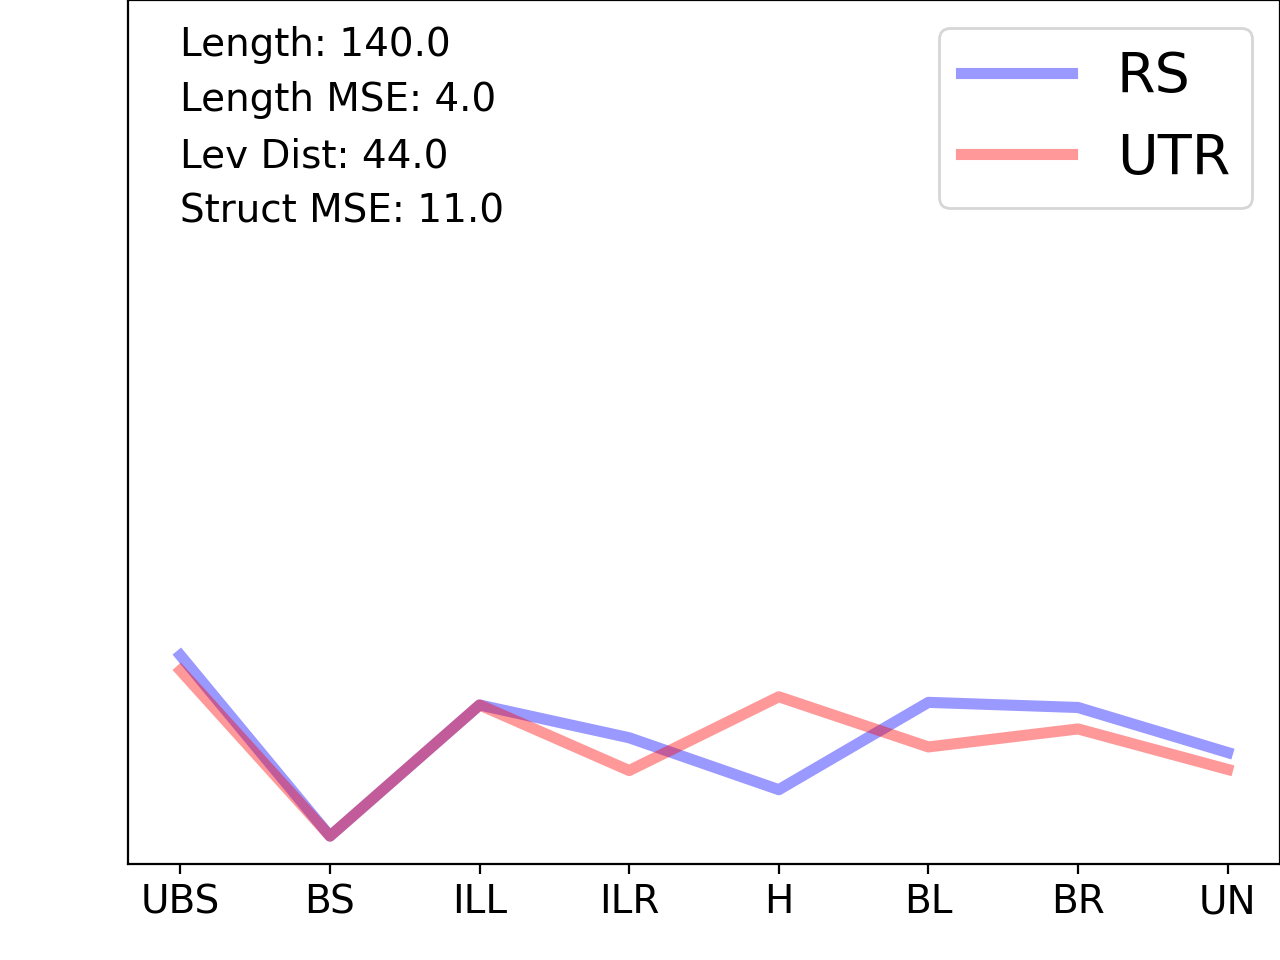 Length: 140.0
Length MSE: 4.0
Lev Dist: 44.0
Struct MSE: 11.0
RS
UTR
UBS BS ILL ILR H BL BR UN